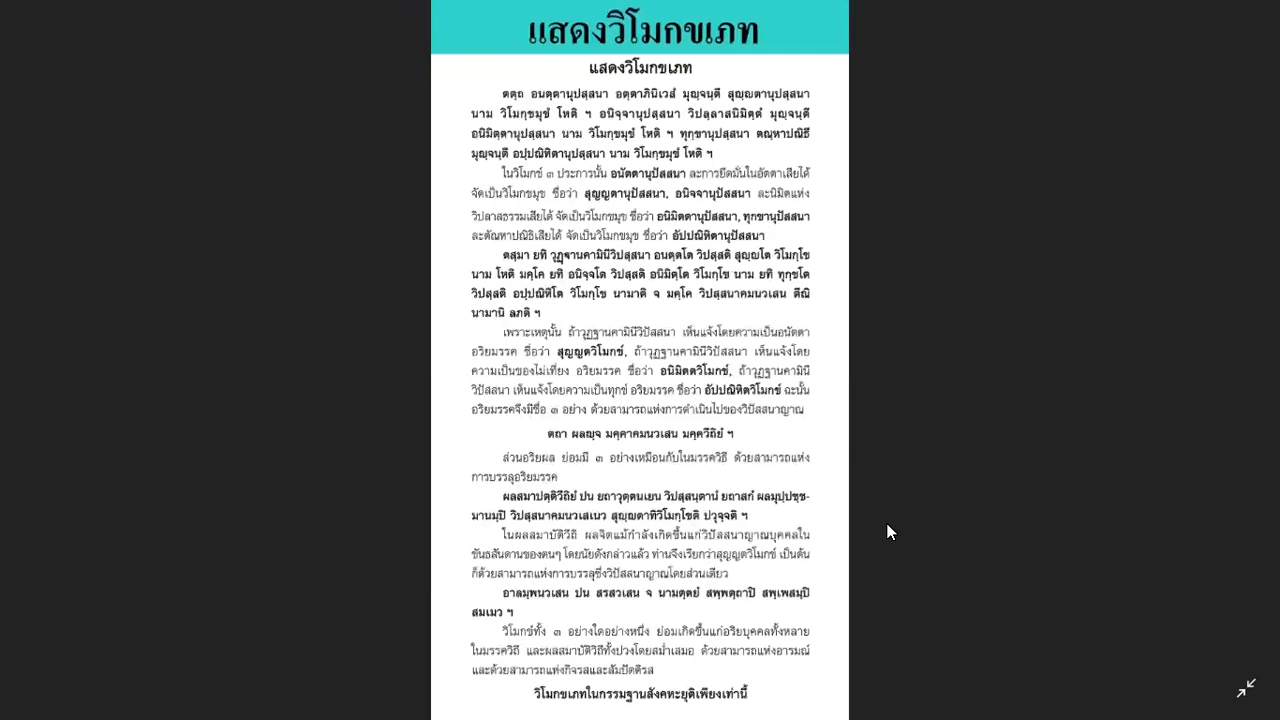 แสดงวิโมกขเภท
แสดงวิโมกขเภท
ตตฺถ อนตฺตานุปสฺสนา อตฺตาภินิเวสํ มุญฺจนฺตี สุญฺญตานุปสฺสนา
นาม วิโมกฺขมุขํ โหติ ฯ อนิจฺจานุปสฺสนา วิปลฺลาสนิมิตฺตํ มุญฺจนฺตี
อนิมิตฺตานุปสฺสนา นาม วิโมกฺขมุขํ โหติ ฯ ทุกฺขานุปสฺสนา ตณฺหาปณิธึ
มุญฺจนฺตี อปฺปณิหิตานุปสฺสนา นาม วิโมกฺขมุขํ โหติ ฯ
ในวิโมกข์ ๓ ประการนั้น อนัตตานุปัสสนา ละการยึดมั่นในอัตตาเสียได้
จัดเป็นวิโมกขมุข ชื่อว่า สุญญตานุปัสสนา, อนิจจานุปัสสนา ละนิมิตแห่ง
วิปลาสธรรมเสียได้ จัดเป็นวิโมกขมุข ชื่อว่า อนิมิตตานุปัสสนา, ทุกขานุปัสสนา
ละตัณหาปณิธิเสียได้ จัดเป็นวิโมกขมุข ชื่อว่า อัปปณิหิตานุปัสสนา
ตสฺมา ยทิ วุฏฺฐานคามินีวิปสฺสนา อนตฺตโต วิปสฺสติ สุญฺญโต วิโมกฺโข
นาม โหติ มคฺโค ยทิ อนิจฺจโต วิปสฺสติ อนิมิตฺโต วิโมกฺโข นาม ยทิ ทุกฺขโต
วิปสฺสติ อปฺปณิหิโต วิโมกฺโข นามาติ จ มคฺโค วิปสฺสนาคมนวเสน ตีณิ
นามานิ ลภติ ฯ
เพราะเหตุนั้น ถ้าวุฏฐานคามินีวิปัสสนา เห็นแจ้งโดยความเป็นอนัตตา
อริยมรรค ชื่อว่า สุญญตวิโมกข์, ถ้าวุฏฐานคามินีวิปัสสนา เห็นแจ้งโดย
ความเป็นของไม่เที่ยง อริยมรรค ชื่อว่า อนิมิตตวิโมกข์, ถ้าวุฏฐานคามินี
วิปัสสนา เห็นแจ้งโดยความเป็นทุกข์ อริยมรรค ชื่อว่า อัปปณิหิตวิโมกข์ ฉะนั้น
อริยมรรคจึงมีชื่อ ๓ อย่าง ด้วยสามารถแห่งการดำเนินไปของวิปัสสนาญาณ
ตถา ผลญฺจ มคฺคาคมนวเสน มคฺควีถิยํ ฯ
ส่วนอริยผล ย่อมมี ๓ อย่างเหมือนกับในมรรควิธี ด้วยสามารถแห่ง
การบรรลุอริยมรรค
ผลสมาปตฺติวีถิยํ ปน ยถาวุตฺตนเยน วิปสฺสนฺตานํ ยถาสกํ ผลมุปฺปชฺช-
มานมฺปิ วิปสฺสนาคมนวเสเนว สุญฺญตาทิวิโมกฺโขติ ปวุจฺจติ ฯ
ในผลสมาบัติวีถิ ผลจิตแม้กำลังเกิดขึ้นแก่วิปัสสนาญาณบุคคลใน
ขันธสันดานของตนๆ โดยนัยดังกล่าวแล้ว ท่านจึงเรียกว่าสุญญตวิโมกข์ เป็นต้น
ก็ด้วยสามารถแห่งการบรรลุซึ่งวิปัสสนาญาณโดยส่วนเดียว
อาลมฺพนวเสน ปน สรสวเสน จ นามตฺตยํ สพฺพตฺถาปิ สพฺเพสมฺปิ
สมเมว ฯ
วิโมกข์ทั้ง ๓ อย่างใดอย่างหนึ่ง ย่อมเกิดขึ้นแก่อริยบุคคลทั้งหลาย
ในมรรควิถี และผลสมาบัติวิถีทั้งปวงโดยสม่ำเสมอ ด้วยสามารถแห่งอารมณ์
และด้วยสามารถแห่งกิจรสและสัมปัตติรส
วิโมกขเภทในกรรมฐานสังคหะยุติเพียงเท่านี้